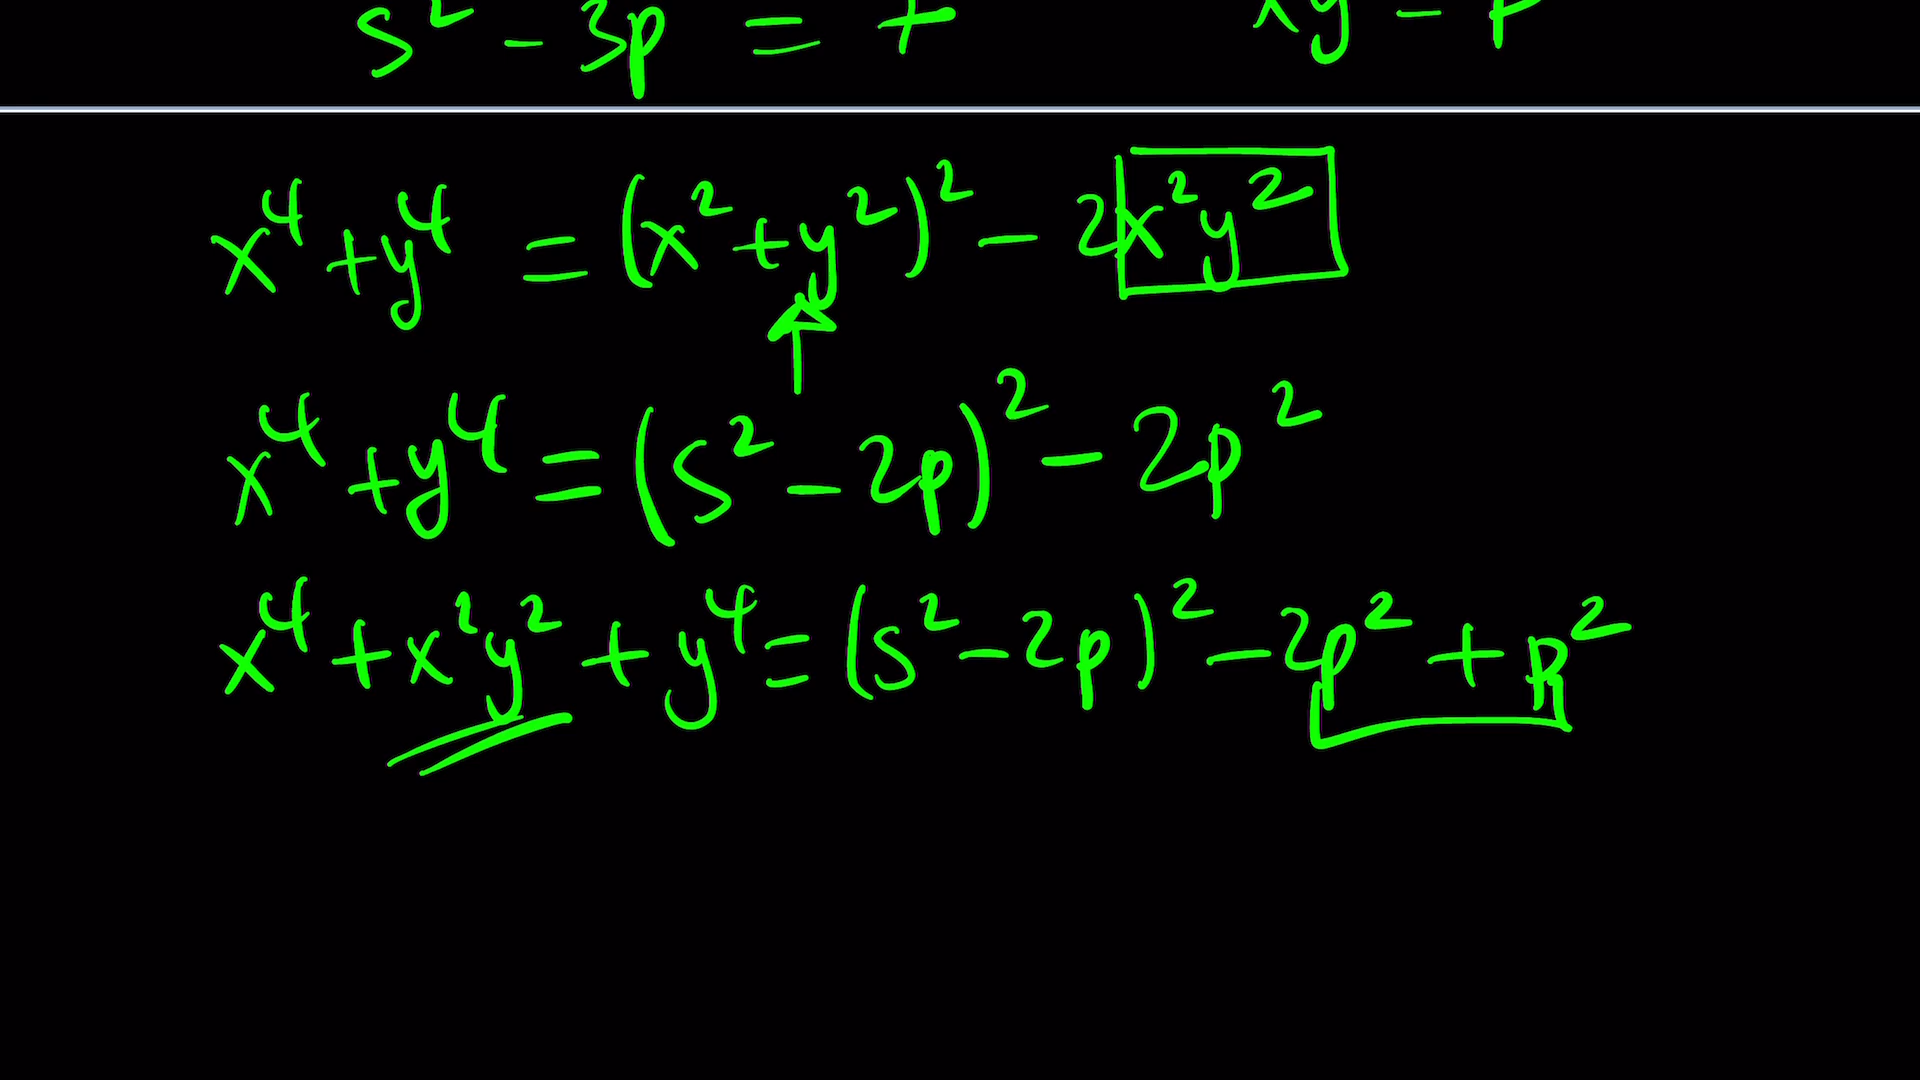 s² - 3p =
xy =
x⁴ + y⁴ = (x² + y²)² - 2x²y²
x⁴ + y⁴ = (s² - 2p)² - 2p²
x⁴ + x²y² + y⁴ = (s² - 2p)² - 2p² + p²